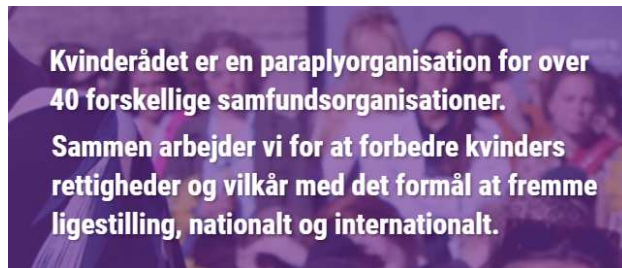 Kvinderådet er en paraplyorganisation for over
40 forskellige samfundsorganisationer.
Sammen arbejder vi for at forbedre kvinders
rettigheder og vilkår med det formål at fremme
ligestilling, nationalt og internationalt.